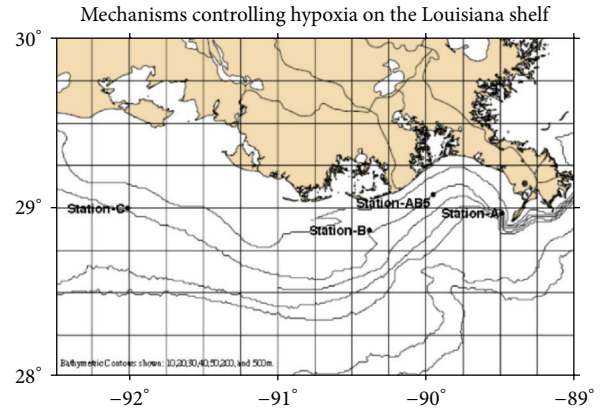 Mechanisms controlling hypoxia on the Louisiana shelf
30°
29°
28°
Station-C
Station-B
Station-AB5
Station-A
Bathymetric Contours shown: 10,20,30,40,50,200, and 500m.
−92°
−91°
−90°
−89°